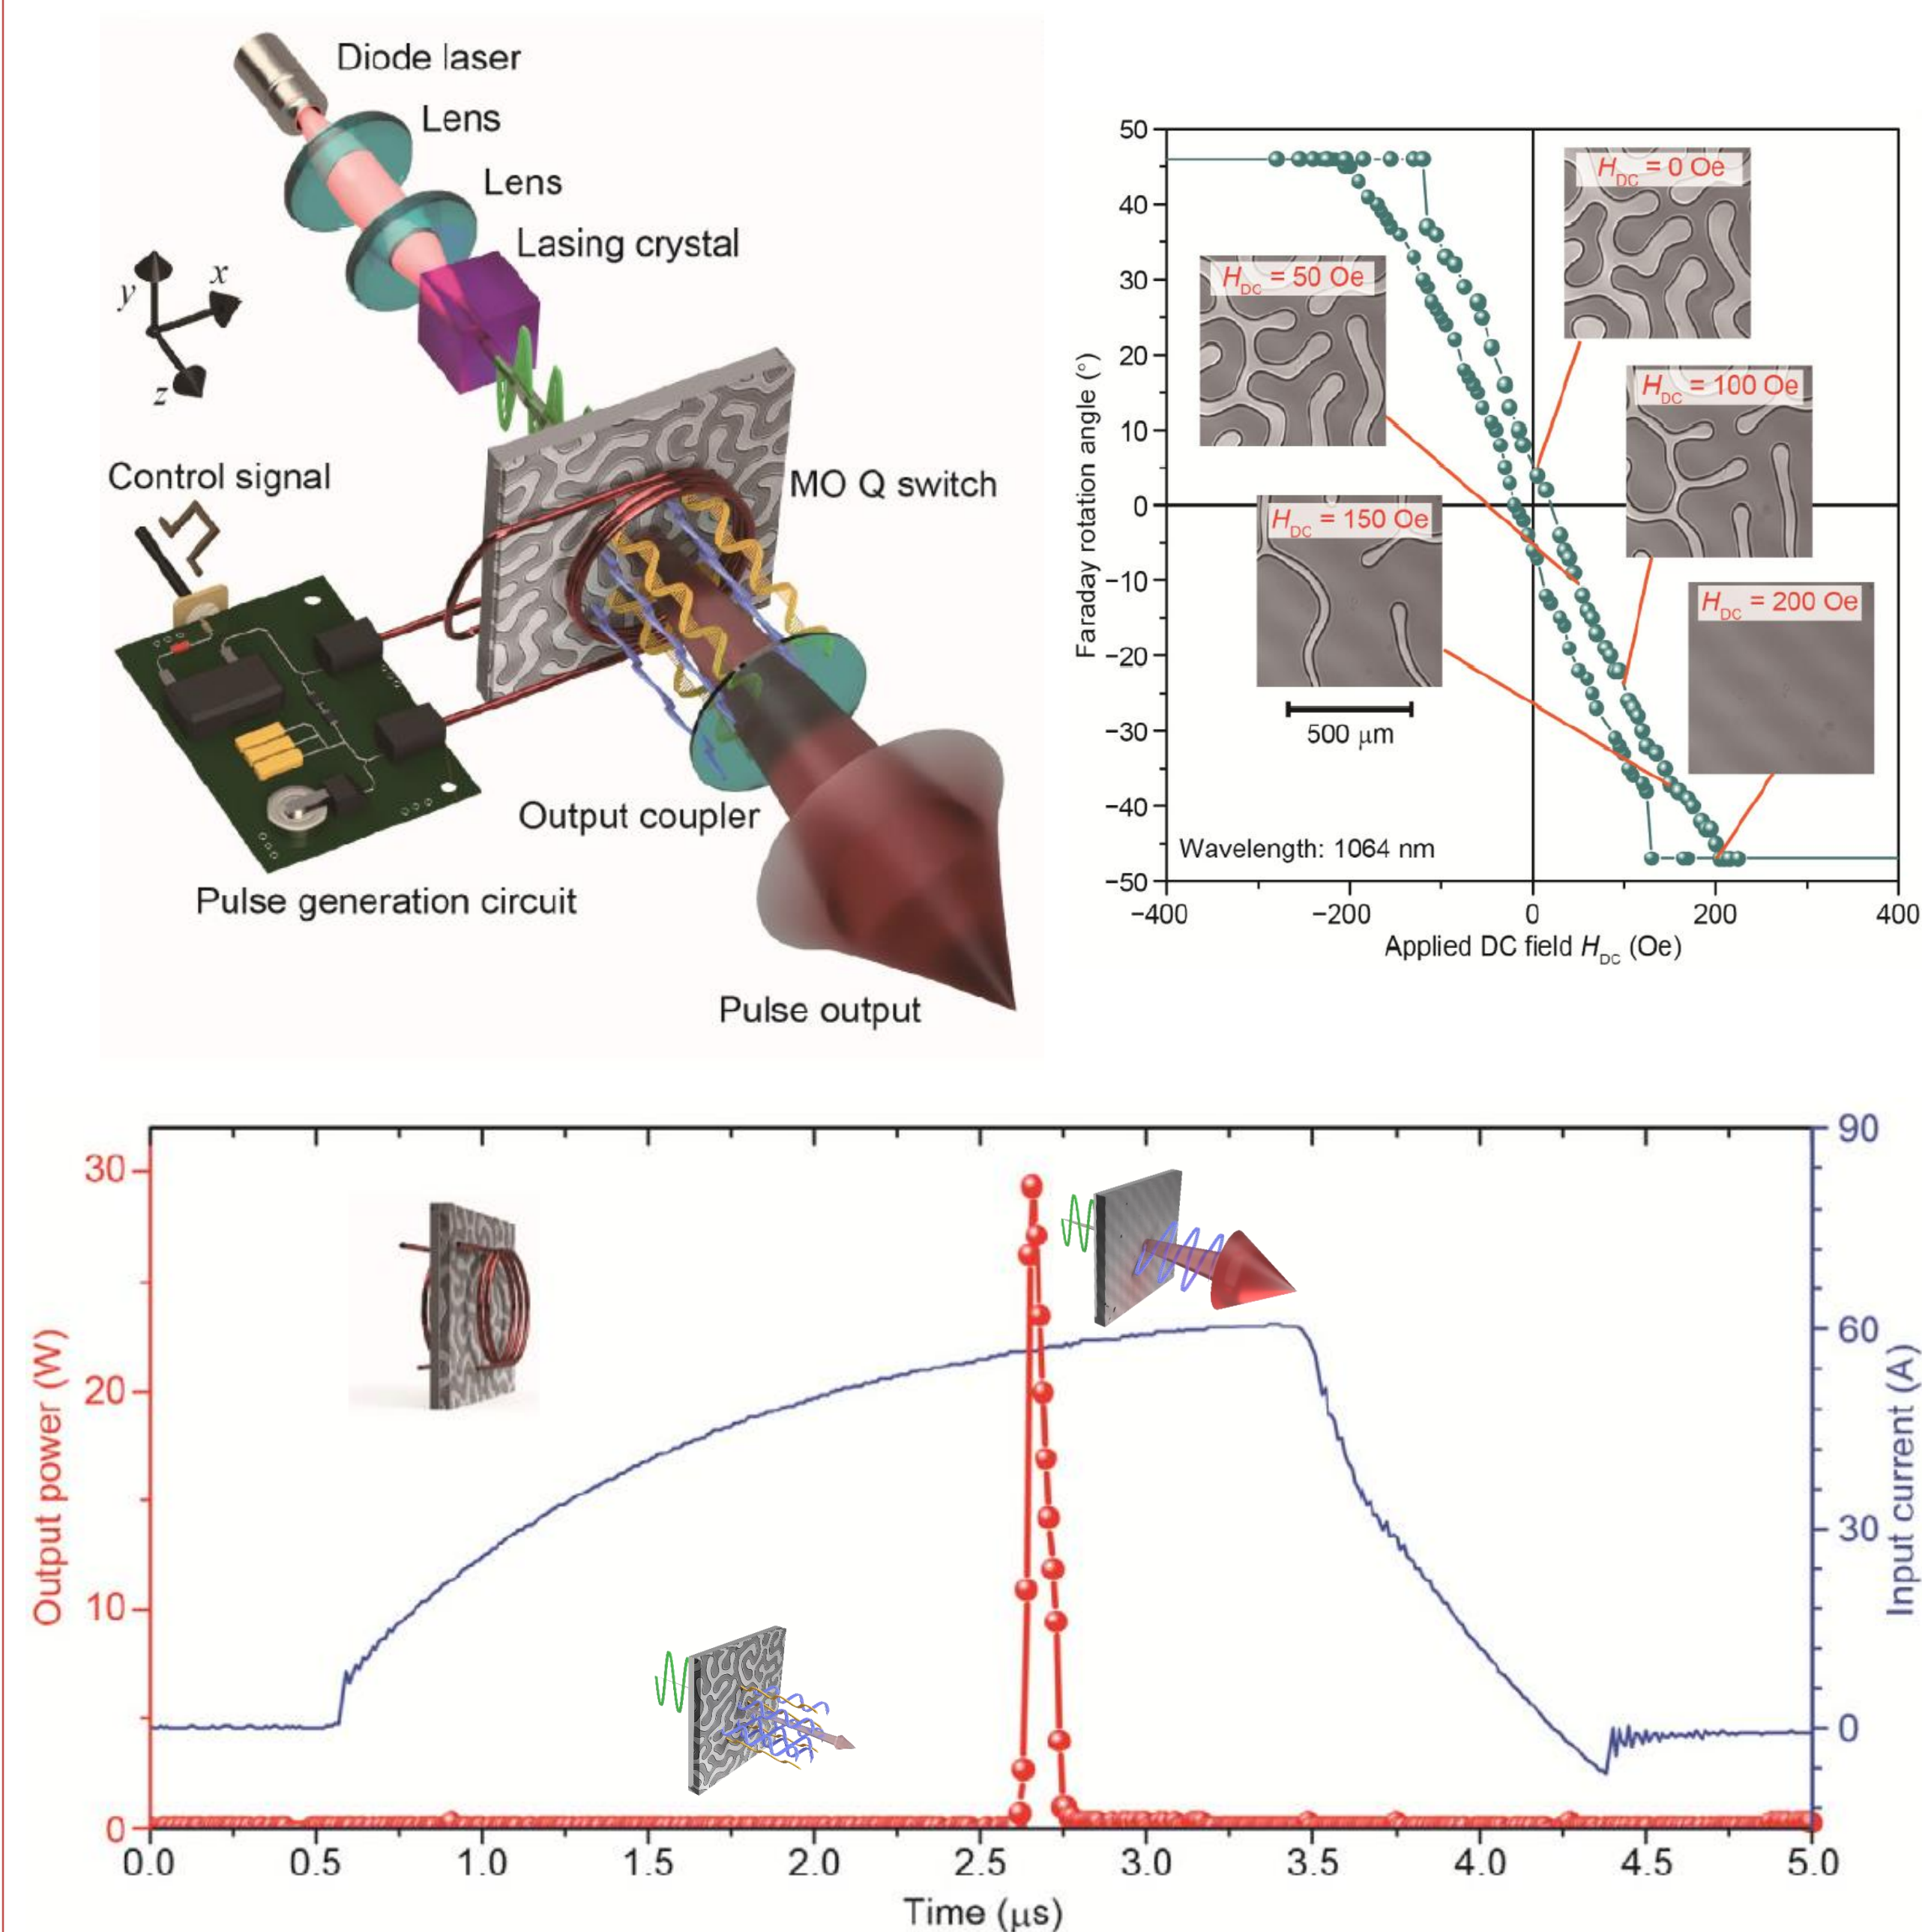 Diode laser
Lens
Lens
Lasing crystal
y
x
z
Control signal
MO Q switch
Output coupler
Pulse generation circuit
Pulse output
50
40
30
20
10
0
−10
−20
−30
−40
−50
Faraday rotation angle (°)
H_DC = 0 Oe
H_DC = 50 Oe
H_DC = 100 Oe
H_DC = 150 Oe
H_DC = 200 Oe
500 μm
Wavelength: 1064 nm
−400
−200
0
200
400
Applied DC field H_DC (Oe)
30
20
10
0
Output power (W)
90
60
30
0
Input current (A)
0.0
0.5
1.0
1.5
2.0
2.5
3.0
3.5
4.0
4.5
5.0
Time (μs)